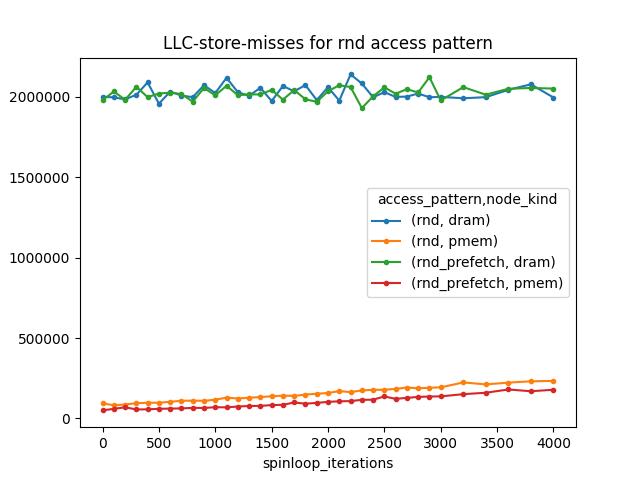 LLC-store-misses for rnd access pattern
2000000
1500000
1000000
500000
0
access_pattern,node_kind
(rnd, dram)
(rnd, pmem)
(rnd_prefetch, dram)
(rnd_prefetch, pmem)
0 500 1000 1500 2000 2500 3000 3500 4000
spinloop_iterations